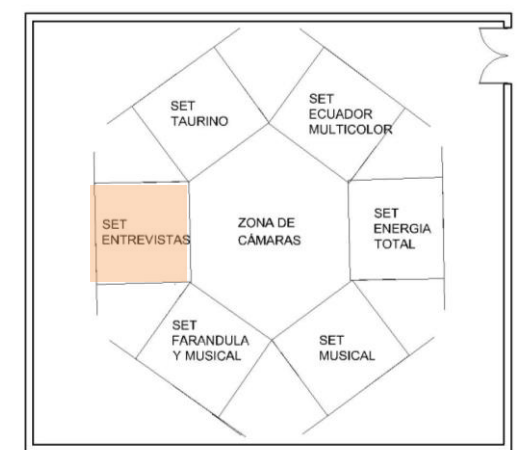 SET
TAURINO
SET
ECUADOR
MULTICOLOR
SET
ENTREVISTAS
ZONA DE
CÁMARAS
SET
ENERGIA
TOTAL
SET
FARANDULA
Y MUSICAL
SET
MUSICAL